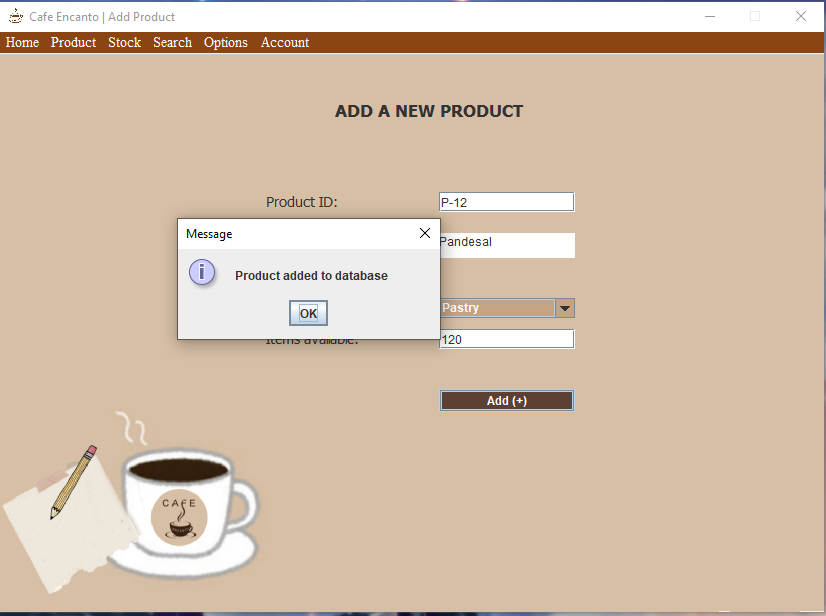 Cafe Encanto | Add Product
Home Product Stock Search Options Account
ADD A NEW PRODUCT
Product ID: P-12
Message
Pandesal
Product added to database
OK
Pastry
Items available: 120
Add (+)
CAFE
ENCANTO